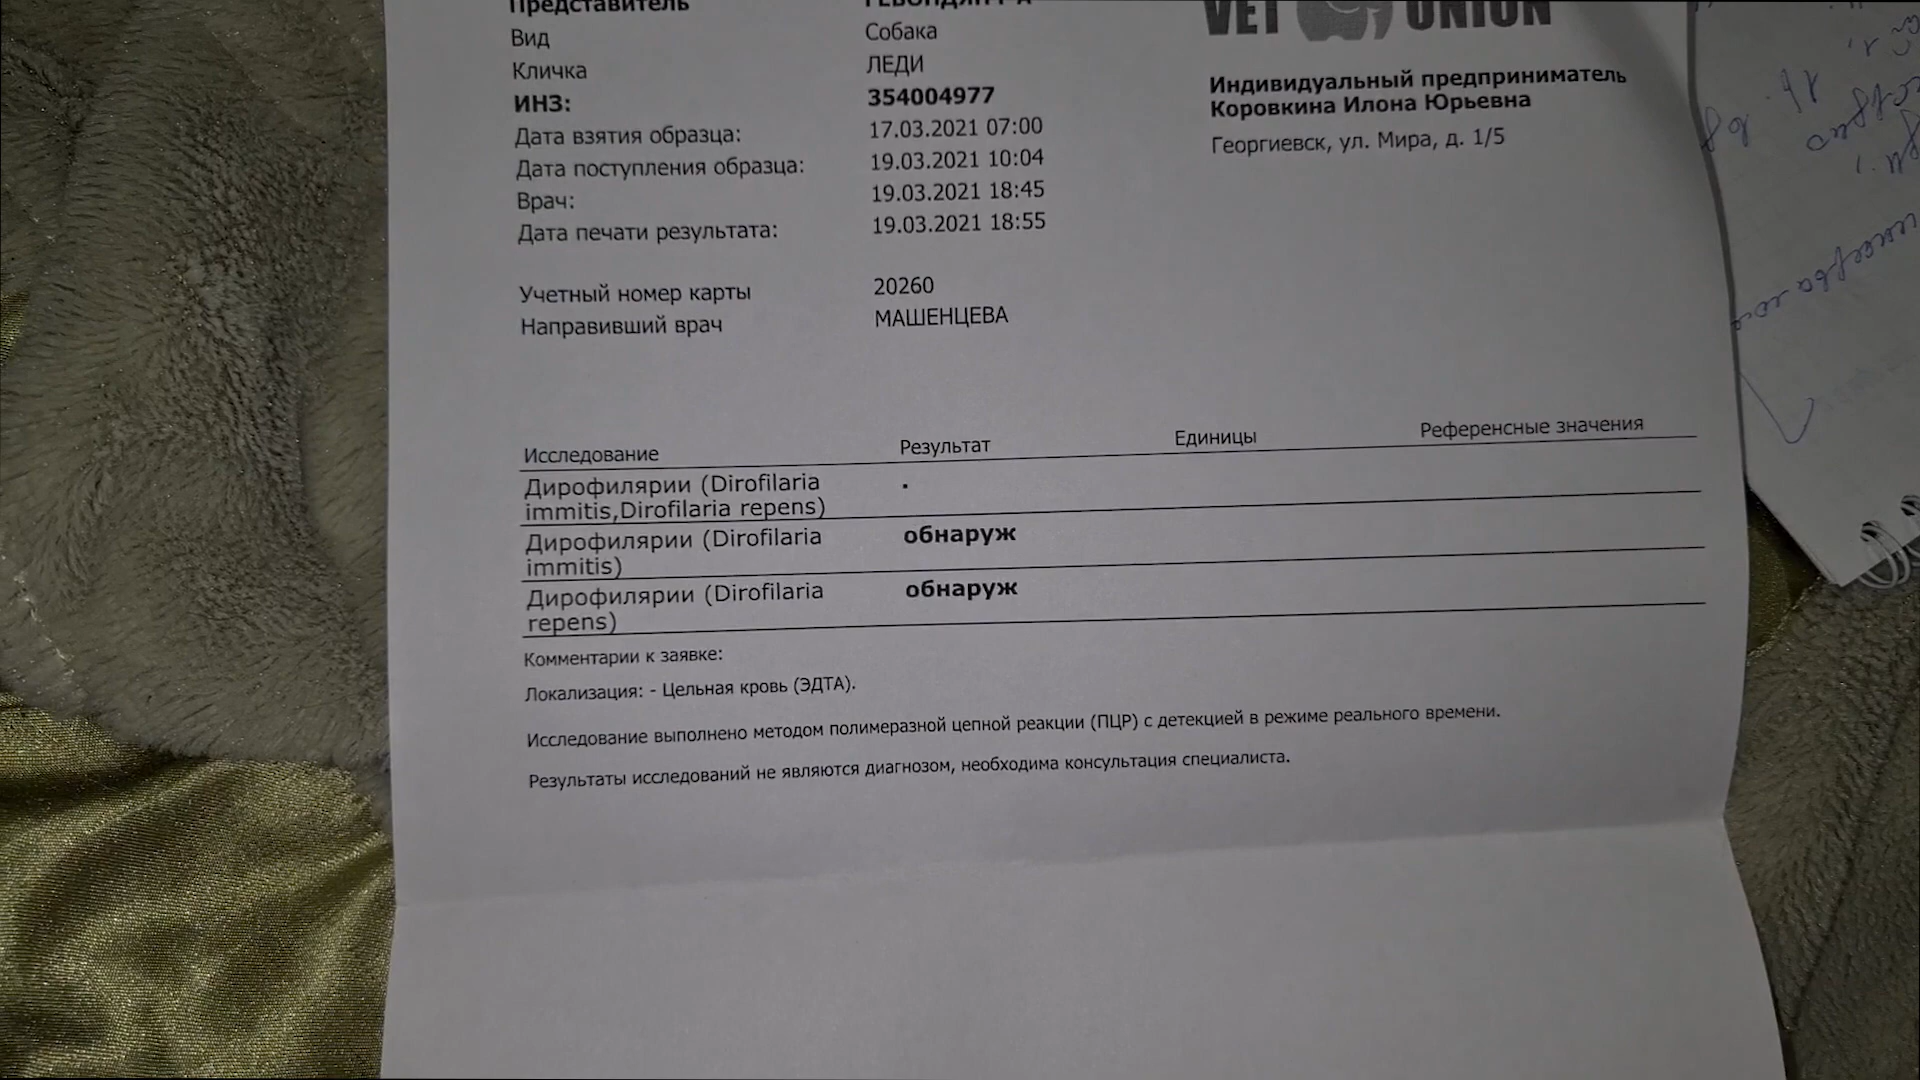 Представитель
Вид Собака
Кличка ЛЕДИ
ИНЗ: 354004977
Дата взятия образца: 17.03.2021 07:00
Дата поступления образца: 19.03.2021 10:04
Врач: 19.03.2021 18:45
Дата печати результата: 19.03.2021 18:55
Учетный номер карты 20260
Направивший врач МАШЕНЦЕВА
VET UNION
Индивидуальный предприниматель
Коровкина Илона Юрьевна
Георгиевск, ул. Мира, д. 1/5
Исследование Результат Единицы Референсные значения
Дирофилярии (Dirofilaria .
immitis,Dirofilaria repens)
Дирофилярии (Dirofilaria обнаруж
immitis)
Дирофилярии (Dirofilaria обнаруж
repens)
Комментарии к заявке:
Локализация: - Цельная кровь (ЭДТА).
Исследование выполнено методом полимеразной цепной реакции (ПЦР) с детекцией в режиме реального времени.
Результаты исследований не являются диагнозом, необходима консультация специалиста.